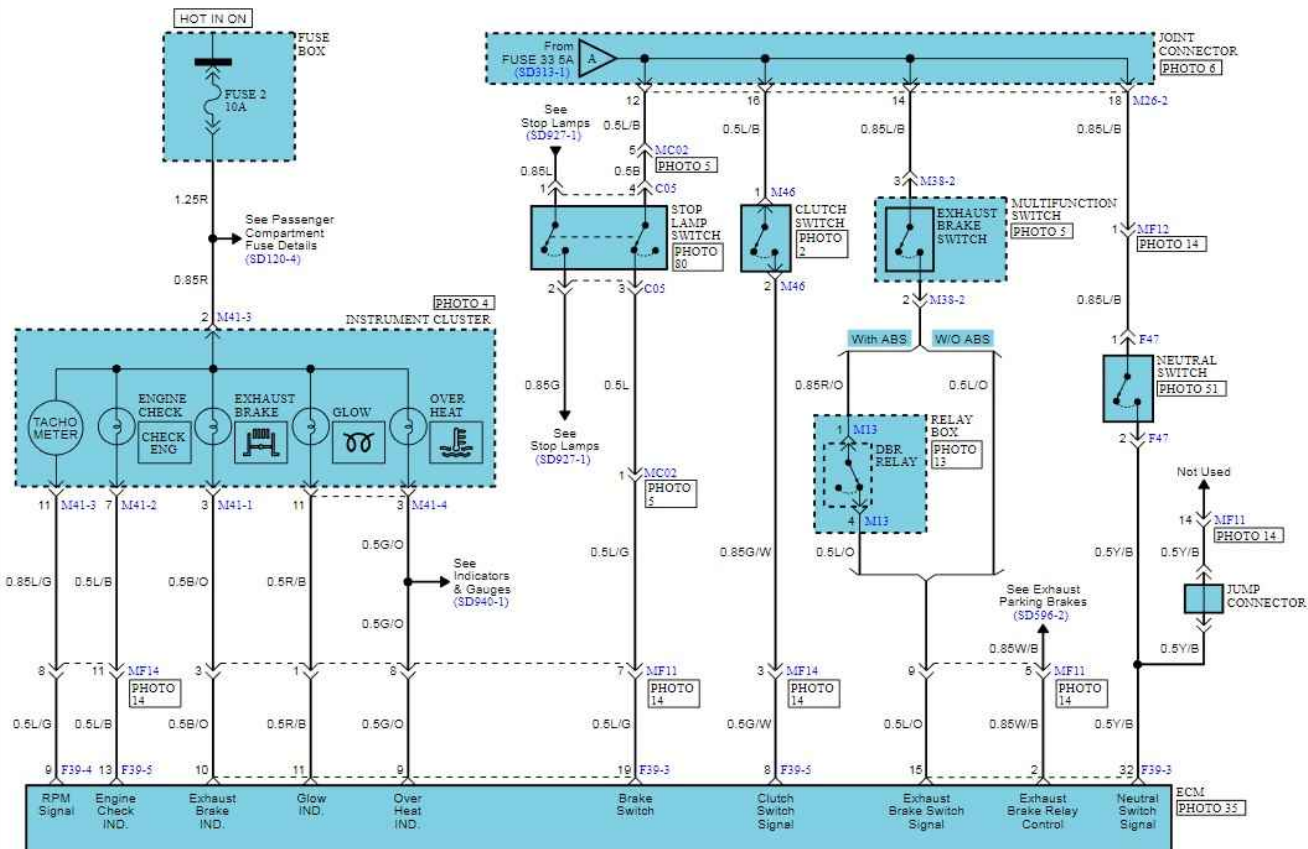 HOT IN ON
FUSE
BOX
FUSE 2
10A
1.25R
See Passenger
Compartment
Fuse Details
(SD120-4)
0.85R
PHOTO 4
2 M41-3
INSTRUMENT CLUSTER
TACHO
METER
ENGINE
CHECK
CHECK
ENG
EXHAUST
BRAKE
GLOW
OVER
HEAT
11 M41-3
7 M41-2
3 M41-1
11
3 M41-4
0.5G/O
See
Indicators
& Gauges
(SD940-1)
0.85L/G
0.5L/B
0.5B/O
0.5R/B
0.5G/O
8
11 MF14
PHOTO
14
3
1
8
0.5L/G
0.5L/B
0.5B/O
0.5R/B
0.5G/O
9 F39-4
13 F39-5
10
11
9
From
FUSE 33 5A
(SD313-1)
A
JOINT
CONNECTOR
PHOTO 6
12
16
14
18 M26-2
See
Stop Lamps
(SD927-1)
0.5L/B
0.5L/B
0.85L/B
0.85L/B
5 MC02
PHOTO 5
0.85L
0.5B
1
4 C05
STOP
LAMP
SWITCH
PHOTO
80
2
3 C05
0.85G
0.5L
See
Stop Lamps
(SD927-1)
1 MC02
PHOTO
5
0.5L/G
7 MF11
PHOTO
14
0.5L/G
19 F39-3
1 M46
CLUTCH
SWITCH
PHOTO
2
2 M46
0.85G/W
3 MF14
PHOTO
14
0.5G/W
8 F39-5
3 M38-2
EXHAUST
BRAKE
SWITCH
MULTIFUNCTION
SWITCH
PHOTO 5
2 M38-2
With ABS
W/O ABS
0.85R/O
0.5L/O
1 M13
DBR
RELAY
RELAY
BOX
PHOTO
13
4 M13
0.5L/O
9
0.5L/O
15
See Exhaust
Parking Brakes
(SD596-2)
0.85W/B
5 MF11
PHOTO
14
0.85W/B
2
1 MF12
PHOTO 14
0.85L/B
1 F47
NEUTRAL
SWITCH
PHOTO 51
2 F47
Not Used
14 MF11
PHOTO 14
0.5Y/B
0.5Y/B
JUMP
CONNECTOR
0.5Y/B
0.5Y/B
32 F39-3
RPM
Signal
Engine
Check
IND.
Exhaust
Brake
IND.
Glow
IND.
Over
Heat
IND.
Brake
Switch
Clutch
Switch
Signal
Exhaust
Brake Switch
Signal
Exhaust
Brake Relay
Control
Neutral
Switch
Signal
ECM
PHOTO 35